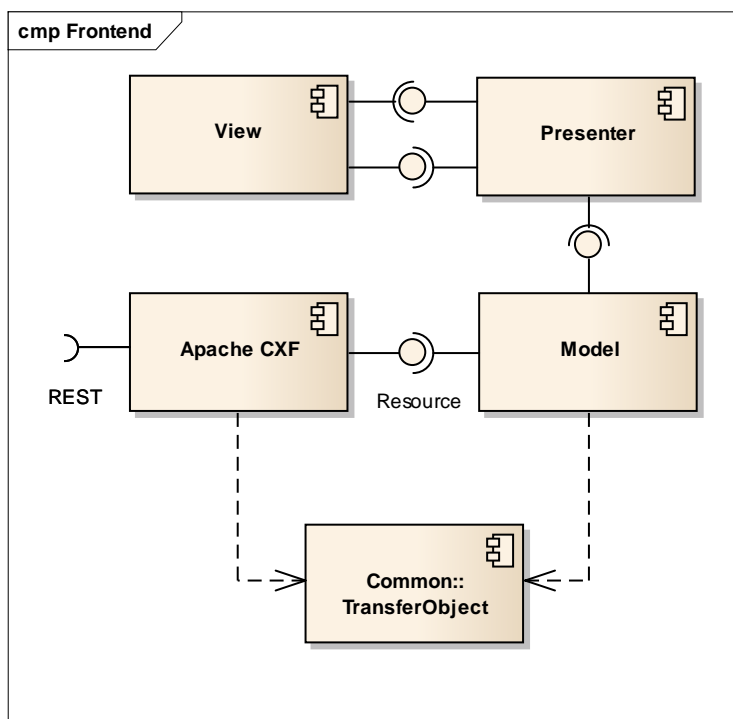 cmp Frontend
View
Presenter
Apache CXF
Model
REST
Resource
Common::
TransferObject